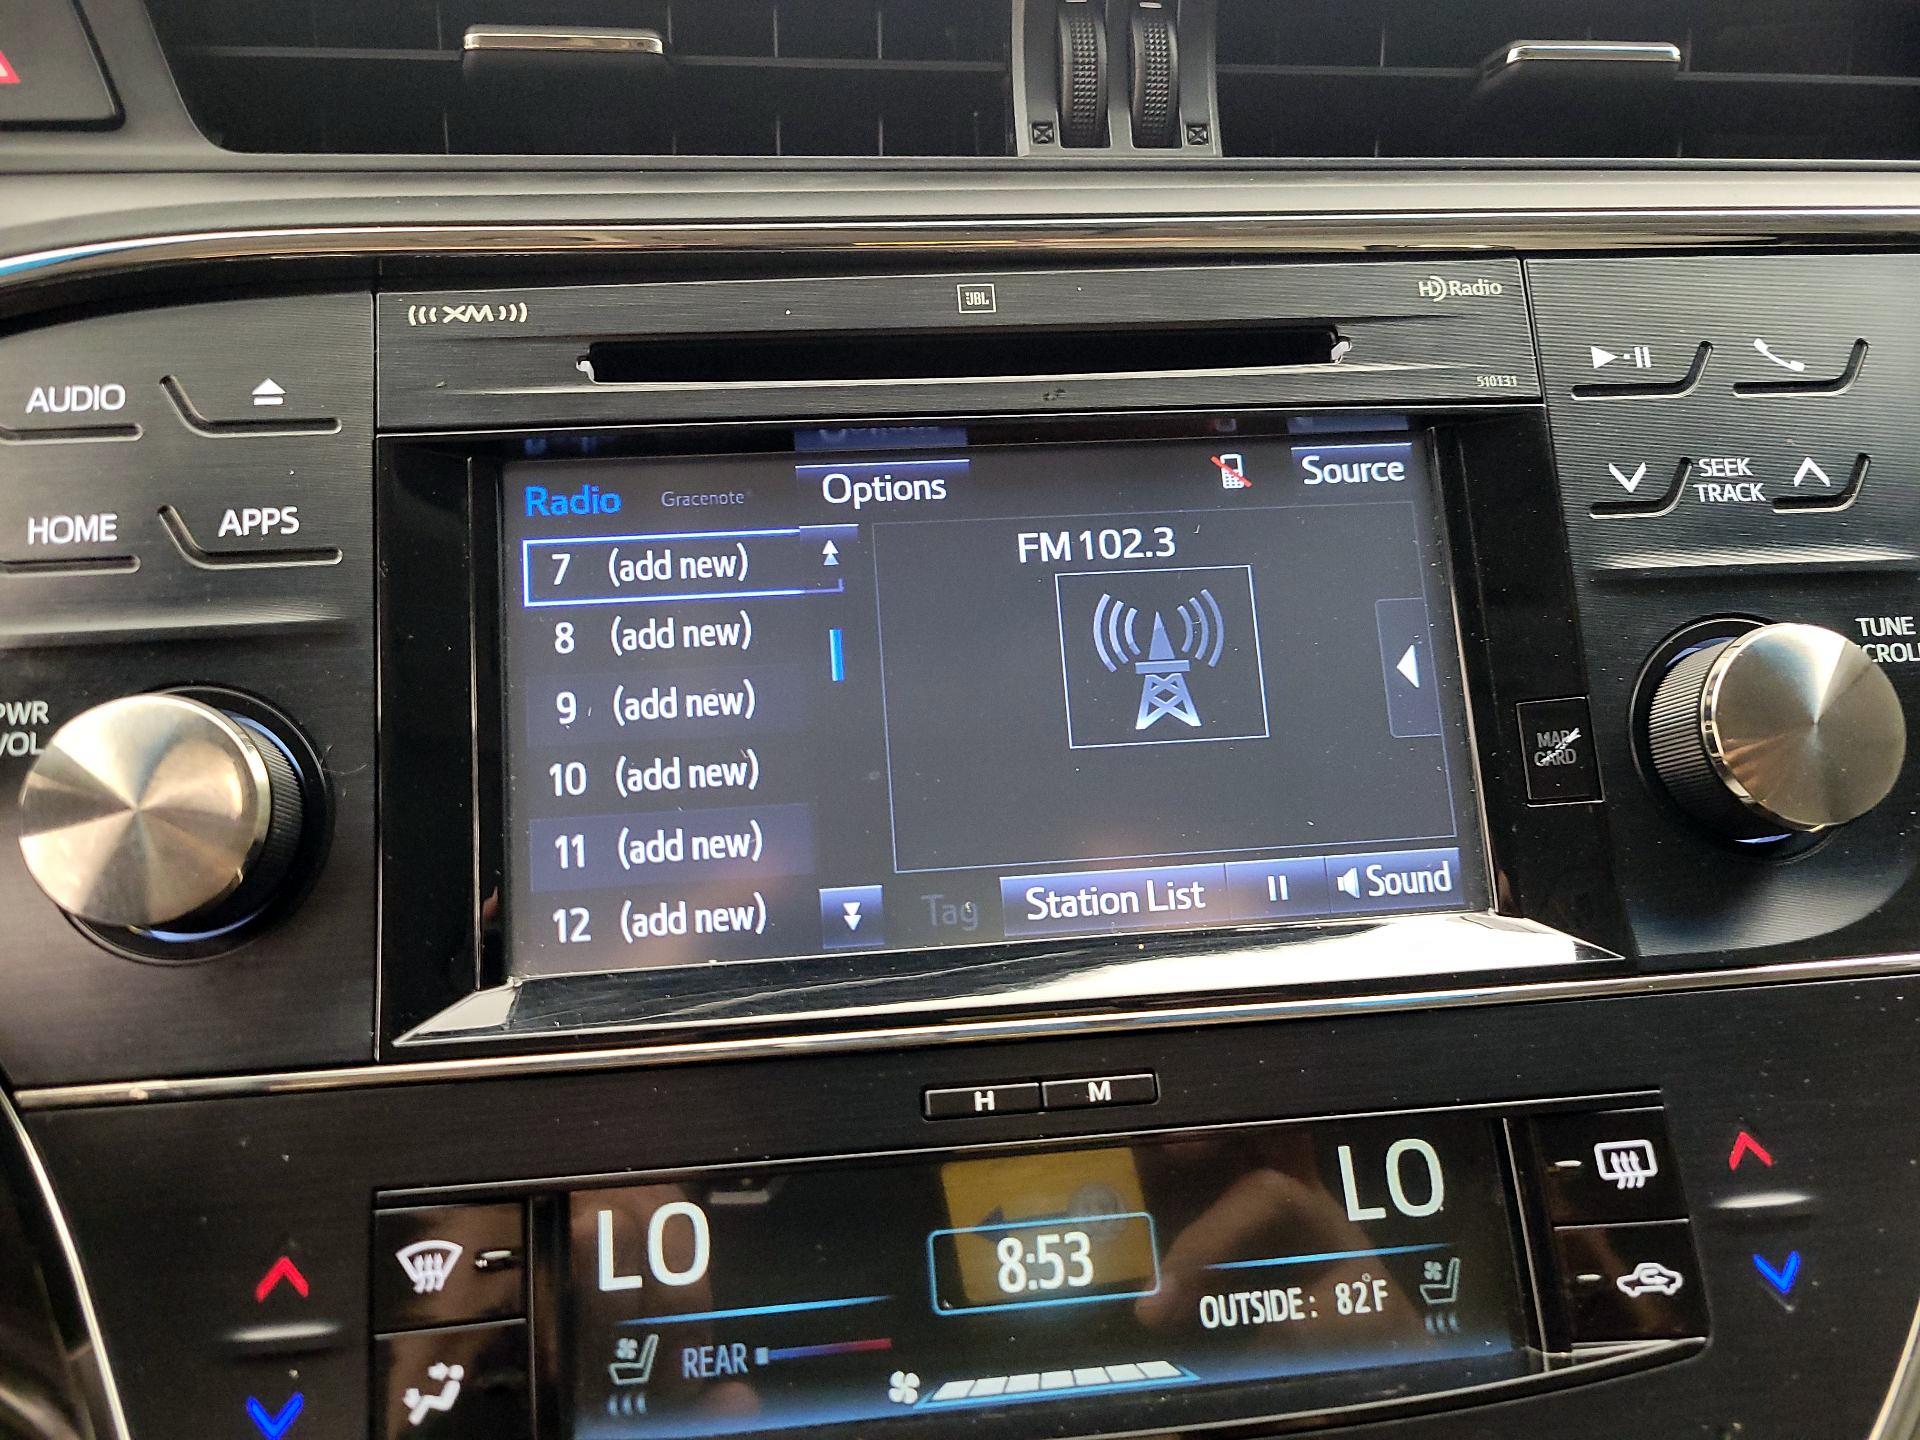 XM
JBL
HD Radio
510131
AUDIO
HOME
APPS
PWR
VOL
SEEK
TRACK
TUNE
SCROLL
MAP
CARD
Radio
Gracenote
Options
Source
7 (add new)
8 (add new)
9 (add new)
10 (add new)
11 (add new)
12 (add new)
FM 102.3
Tag
Station List
Sound
H
M
LO
8:53
LO
OUTSIDE: 82°F
REAR